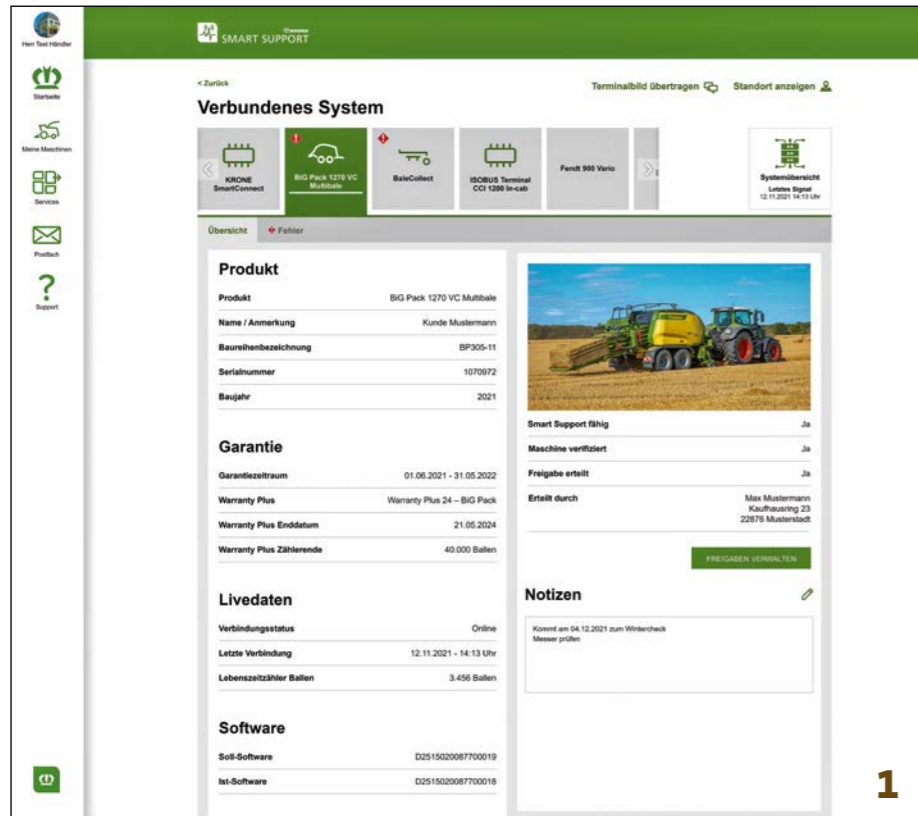 Herr Test Händler
Startseite
Meine Maschinen
Services
Postfach
Support
SMART SUPPORT
< Zurück
Terminalbild übertragen
Standort anzeigen
Verbundenes System
KRONE
SmartConnect
BiG Pack 1270 VC
Multibale
BaleCollect
ISOBUS Terminal
CCI 1200 In-cab
Fendt 900 Vario
Systemübersicht
Letztes Signal
12.11.2021 14:13 Uhr
Übersicht
Fehler
Produkt
Produkt BiG Pack 1270 VC Multibale
Name / Anmerkung Kunde Mustermann
Baureihenbezeichnung BP305-11
Serialnummer 1070972
Baujahr 2021
Garantie
Garantiezeitraum 01.06.2021 - 31.05.2022
Warranty Plus Warranty Plus 24 – BiG Pack
Warranty Plus Enddatum 21.05.2024
Warranty Plus Zählerende 40.000 Ballen
Livedaten
Verbindungsstatus Online
Letzte Verbindung 12.11.2021 - 14:13 Uhr
Lebenszeitzähler Ballen 3.456 Ballen
Software
Soll-Software D2515020087700019
Ist-Software D2515020087700018
Smart Support fähig Ja
Maschine verifiziert Ja
Freigabe erteilt Ja
Erteilt durch Max Mustermann
Kaufhausring 23
22876 Musterstadt
FREIGABEN VERWALTEN
Notizen
Kommt am 04.12.2021 zum Wintercheck
Messer prüfen
1